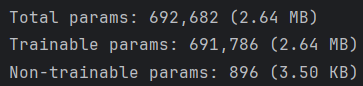 Total params: 692,682 (2.64 MB)
Trainable params: 691,786 (2.64 MB)
Non-trainable params: 896 (3.50 KB)